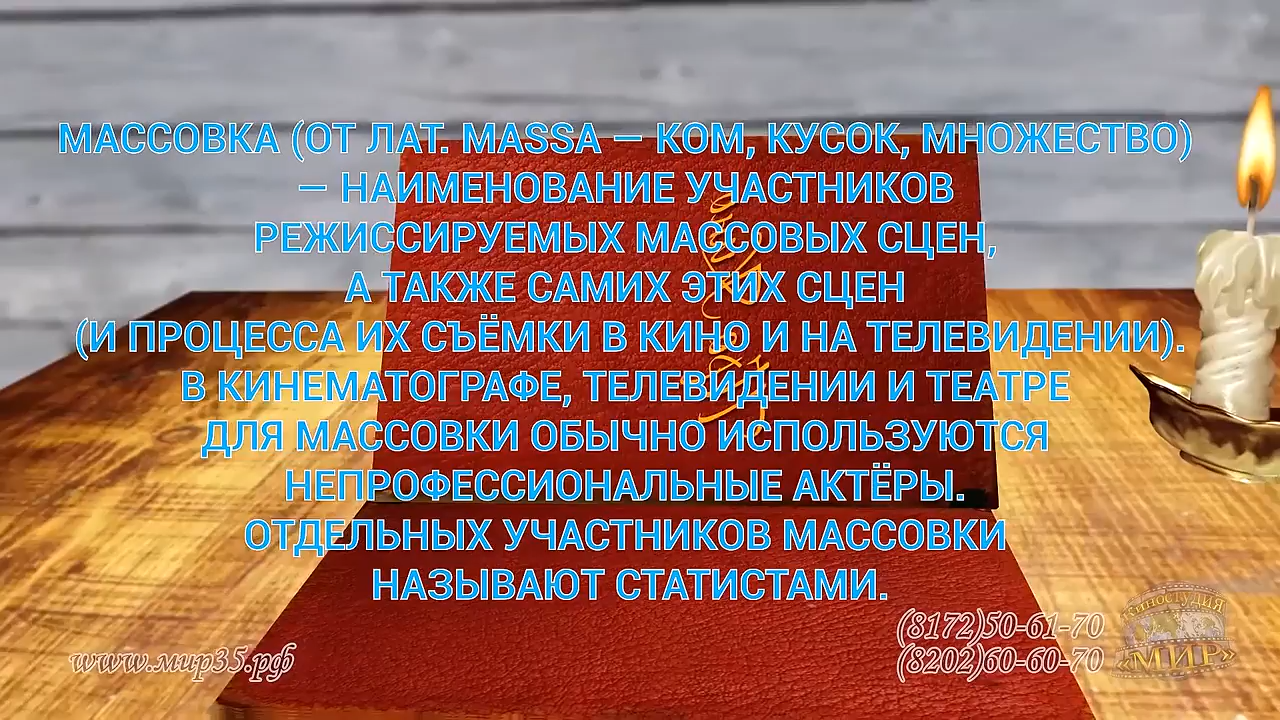 МАССОВКА (ОТ ЛАТ. MASSA — КОМ, КУСОК, МНОЖЕСТВО)
— НАИМЕНОВАНИЕ УЧАСТНИКОВ
РЕЖИССИРУЕМЫХ МАССОВЫХ СЦЕН,
А ТАКЖЕ САМИХ ЭТИХ СЦЕН
(И ПРОЦЕССА ИХ СЪЁМКИ В КИНО И НА ТЕЛЕВИДЕНИИ).
В КИНЕМАТОГРАФЕ, ТЕЛЕВИДЕНИИ И ТЕАТРЕ
ДЛЯ МАССОВКИ ОБЫЧНО ИСПОЛЬЗУЮТСЯ
НЕПРОФЕССИОНАЛЬНЫЕ АКТЁРЫ.
ОТДЕЛЬНЫХ УЧАСТНИКОВ МАССОВКИ
НАЗЫВАЮТ СТАТИСТАМИ.
www.мир35.рф
(8172)50-61-70
(8202)60-60-70
КИНОСТУДИЯ
«МИР»